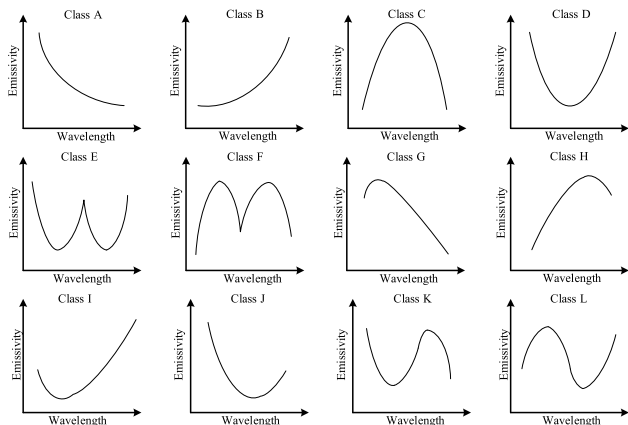 Class A
Emissivity
Wavelength
Class B
Emissivity
Wavelength
Class C
Emissivity
Wavelength
Class D
Emissivity
Wavelength
Class E
Emissivity
Wavelength
Class F
Emissivity
Wavelength
Class G
Emissivity
Wavelength
Class H
Emissivity
Wavelength
Class I
Emissivity
Wavelength
Class J
Emissivity
Wavelength
Class K
Emissivity
Wavelength
Class L
Emissivity
Wavelength